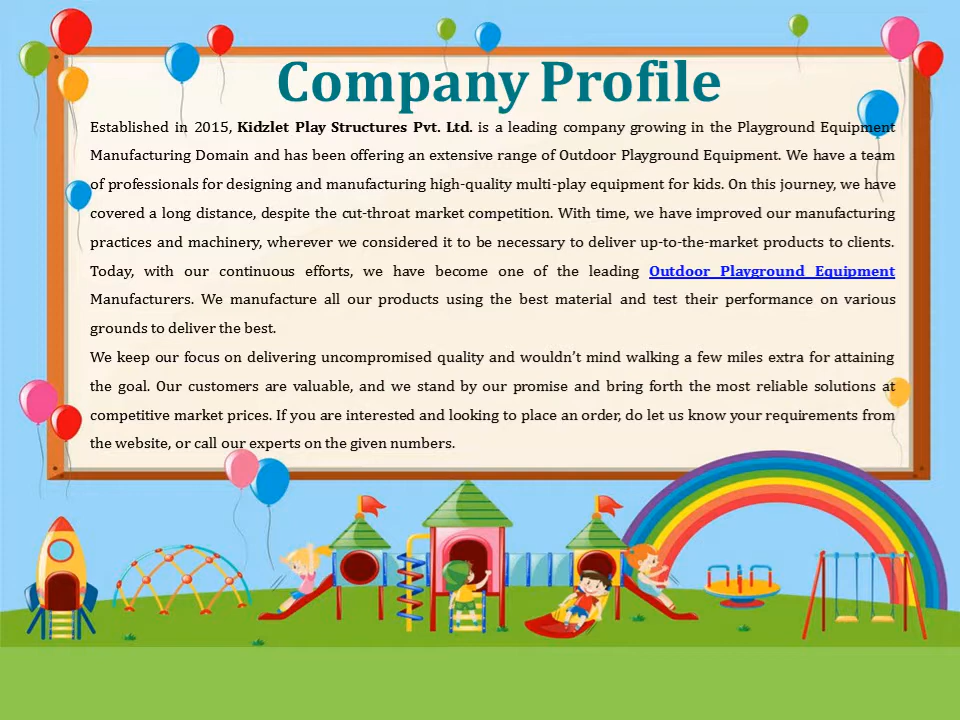 Company Profile
Established in 2015, Kidzlet Play Structures Pvt. Ltd. is a leading company growing in the Playground Equipment
Manufacturing Domain and has been offering an extensive range of Outdoor Playground Equipment. We have a team
of professionals for designing and manufacturing high-quality multi-play equipment for kids. On this journey, we have
covered a long distance, despite the cut-throat market competition. With time, we have improved our manufacturing
practices and machinery, wherever we considered it to be necessary to deliver up-to-the-market products to clients.
Today, with our continuous efforts, we have become one of the leading Outdoor Playground Equipment
Manufacturers. We manufacture all our products using the best material and test their performance on various
grounds to deliver the best.
We keep our focus on delivering uncompromised quality and wouldn’t mind walking a few miles extra for attaining
the goal. Our customers are valuable, and we stand by our promise and bring forth the most reliable solutions at
competitive market prices. If you are interested and looking to place an order, do let us know your requirements from
the website, or call our experts on the given numbers.